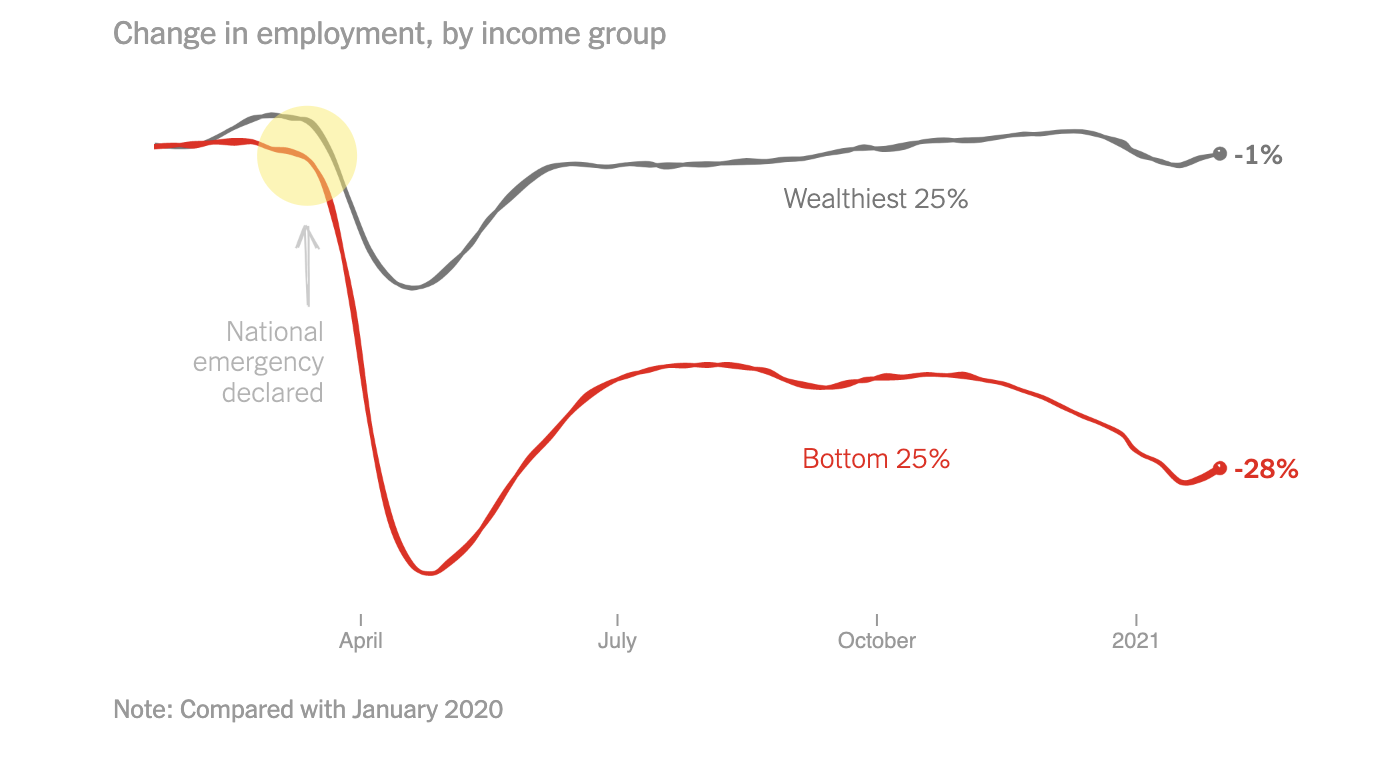 Change in employment, by income group
-1%
Wealthiest 25%
National
emergency
declared
Bottom 25%
-28%
April
July
October
2021
Note: Compared with January 2020